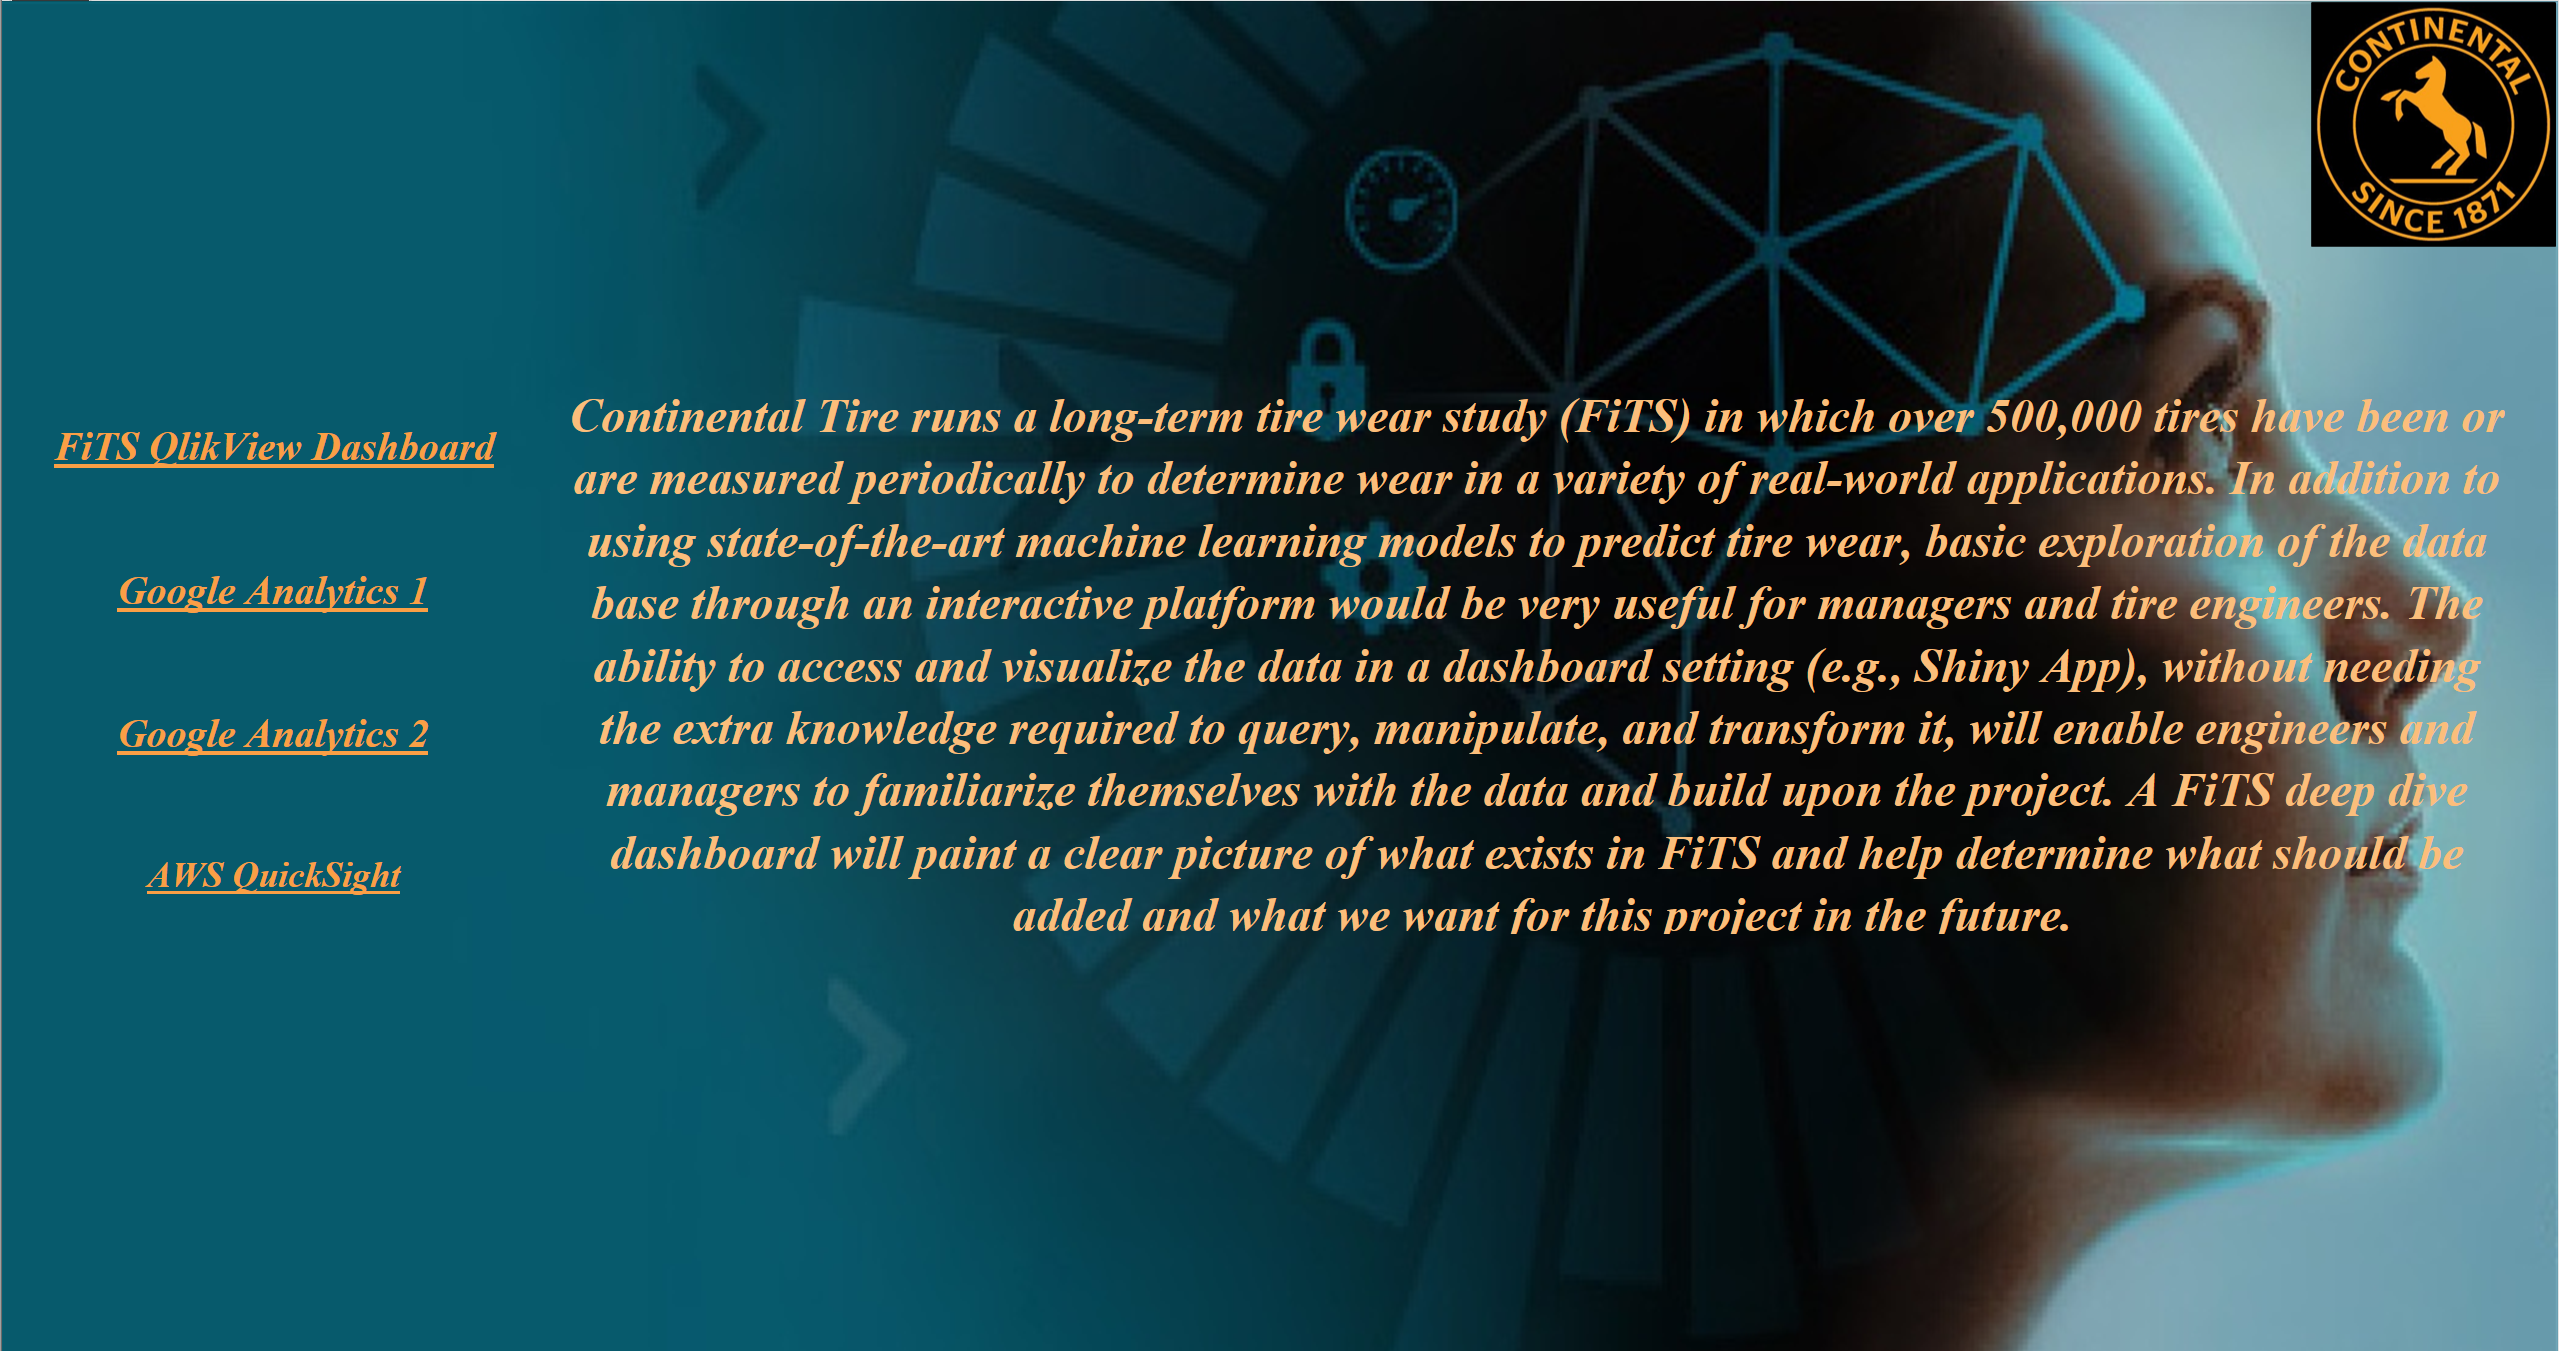 CONTINENTAL
SINCE 1871
FiTS QlikView Dashboard
Google Analytics 1
Google Analytics 2
AWS QuickSight
Continental Tire runs a long-term tire wear study (FiTS) in which over 500,000 tires have been or
are measured periodically to determine wear in a variety of real-world applications. In addition to
using state-of-the-art machine learning models to predict tire wear, basic exploration of the data
base through an interactive platform would be very useful for managers and tire engineers. The
ability to access and visualize the data in a dashboard setting (e.g., Shiny App), without needing
the extra knowledge required to query, manipulate, and transform it, will enable engineers and
managers to familiarize themselves with the data and build upon the project. A FiTS deep dive
dashboard will paint a clear picture of what exists in FiTS and help determine what should be
added and what we want for this project in the future.